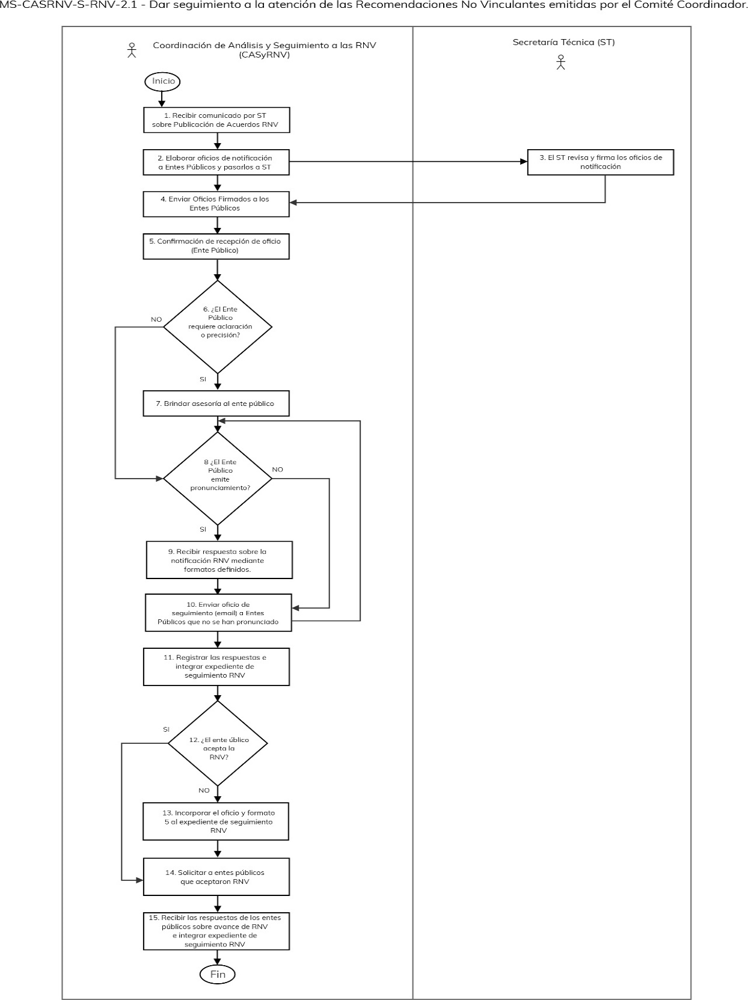 MS-CASRNV-S-RNV-2.1 - Dar seguimiento a la atención de las Recomendaciones No Vinculantes emitidas por el Comité Coordinador.
Coordinación de Análisis y Seguimiento a las RNV
(CASyRNV)
Secretaría Técnica (ST)
Inicio
1. Recibir comunicado por ST
sobre Publicación de Acuerdos RNV
2. Elaborar oficios de notificación
a Entes Públicos y pasarlos a ST
3. El ST revisa y firma los oficios de
notificación
4. Enviar Oficios Firmados a los
Entes Públicos
5. Confirmación de recepción de oficio
(Ente Público)
6. ¿El Ente
Público
requiere aclaración
o precisión?
NO
SI
7. Brindar asesoría al ente público
8 ¿El Ente
Público
emite
pronunciamiento?
NO
SI
9. Recibir respuesta sobre la
notificación RNV mediante
formatos definidos.
10. Enviar oficio de
seguimiento (email) a Entes
Públicos que no se han pronunciado
11. Registrar las respuestas e
integrar expediente de
seguimiento RNV
SI
12. ¿El ente úblico
acepta la
RNV?
NO
13. Incorporar el oficio y formato
5 al expediente de seguimiento
RNV
14. Solicitar a entes públicos
que aceptaron RNV
15. Recibir las respuestas de los entes
públicos sobre avance de RNV
e integrar expediente de
seguimiento RNV
Fin